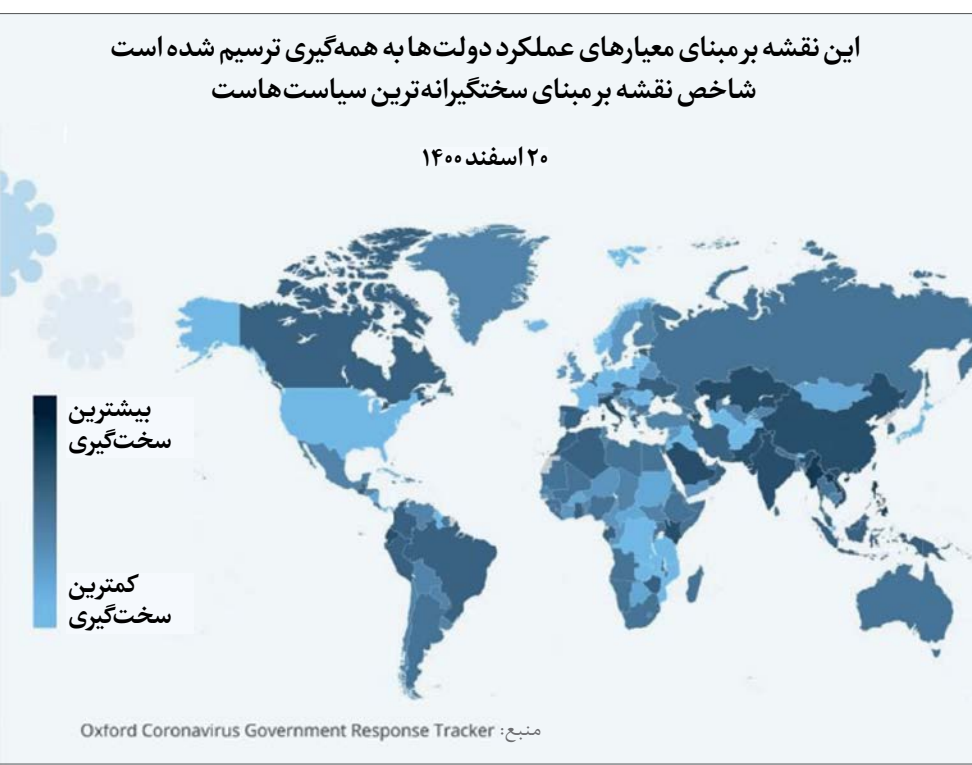 این نقشه بر مبنای معیارهای عملکرد دولت‌ها به همه‌گیری ترسیم شده است
شاخص نقشه بر مبنای سختگیرانه‌ترین سیاست‌هاست
۲۰ اسفند ۱۴۰۰
بیشترین
سخت‌گیری
کمترین
سخت‌گیری
منبع: Oxford Coronavirus Government Response Tracker